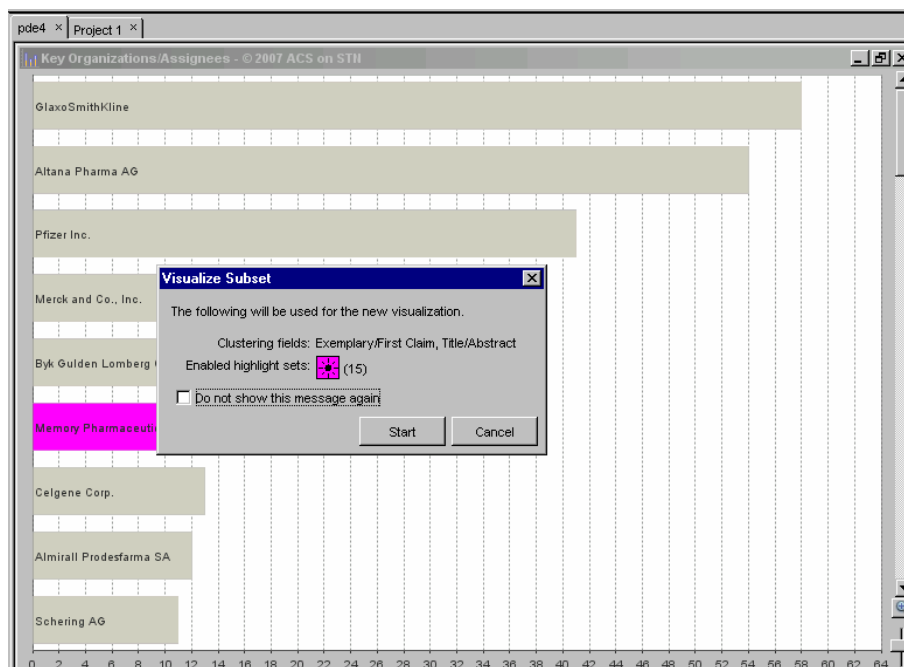 pde4 × Project 1 ×
Key Organizations/Assignees - © 2007 ACS on STN
GlaxoSmithKline
Altana Pharma AG
Pfizer Inc.
Merck and Co., Inc.
Byk Gulden Lomberg
Memory Pharmaceuti
Celgene Corp.
Almirall Prodesfarma SA
Schering AG
Visualize Subset
The following will be used for the new visualization.
Clustering fields: Exemplary/First Claim, Title/Abstract
Enabled highlight sets: (15)
Do not show this message again
Start Cancel
0 2 4 6 8 10 12 14 16 18 20 22 24 26 28 30 32 34 36 38 40 42 44 46 48 50 52 54 56 58 60 62 64